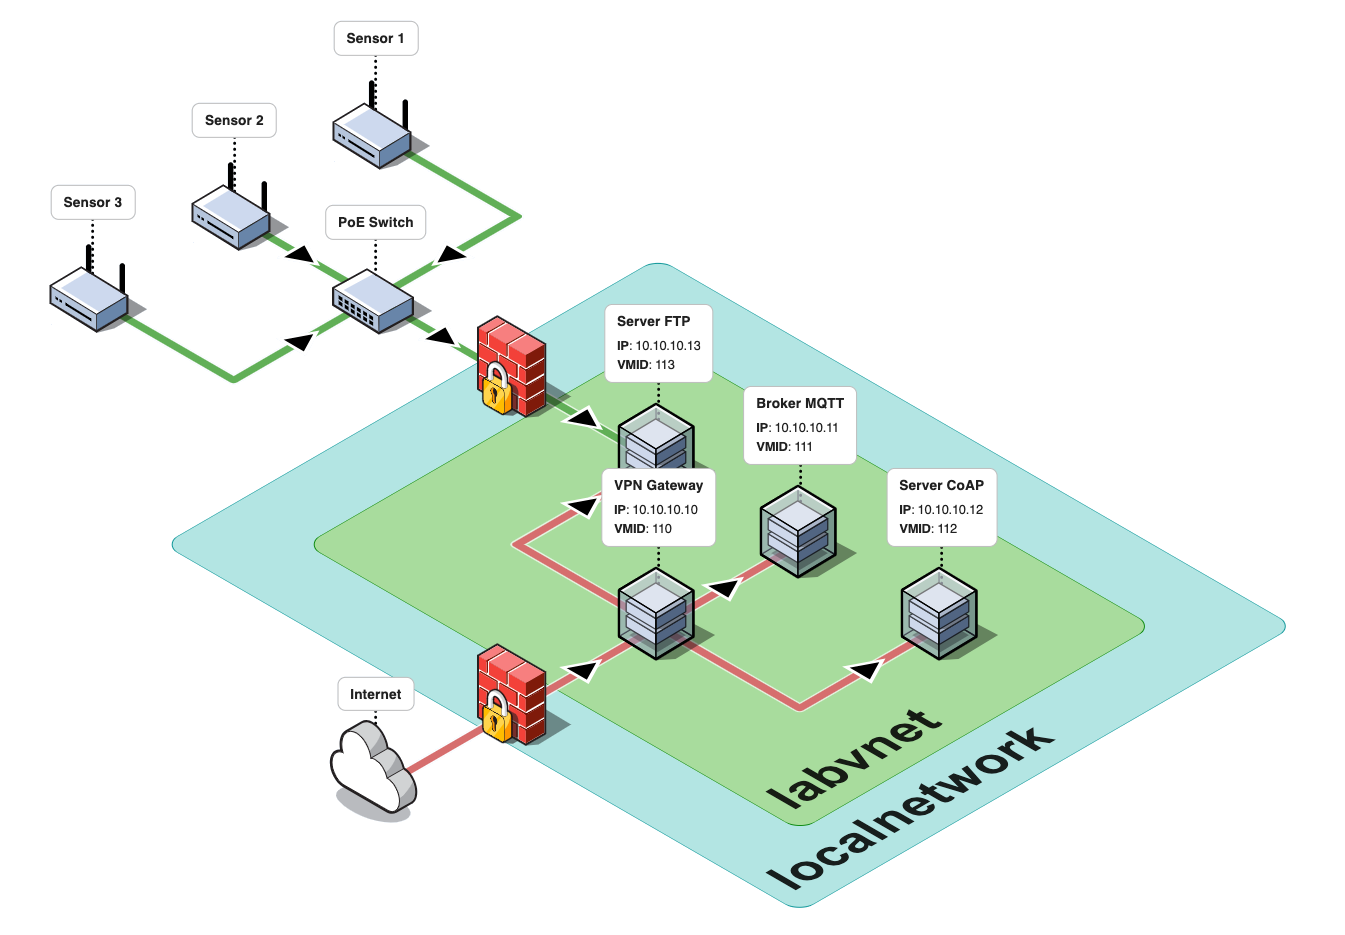 Sensor 1
Sensor 2
Sensor 3
PoE Switch
Server FTP
IP: 10.10.10.13
VMID: 113
Broker MQTT
IP: 10.10.10.11
VMID: 111
VPN Gateway
IP: 10.10.10.10
VMID: 110
Server CoAP
IP: 10.10.10.12
VMID: 112
Internet
labvnet
localnetwork